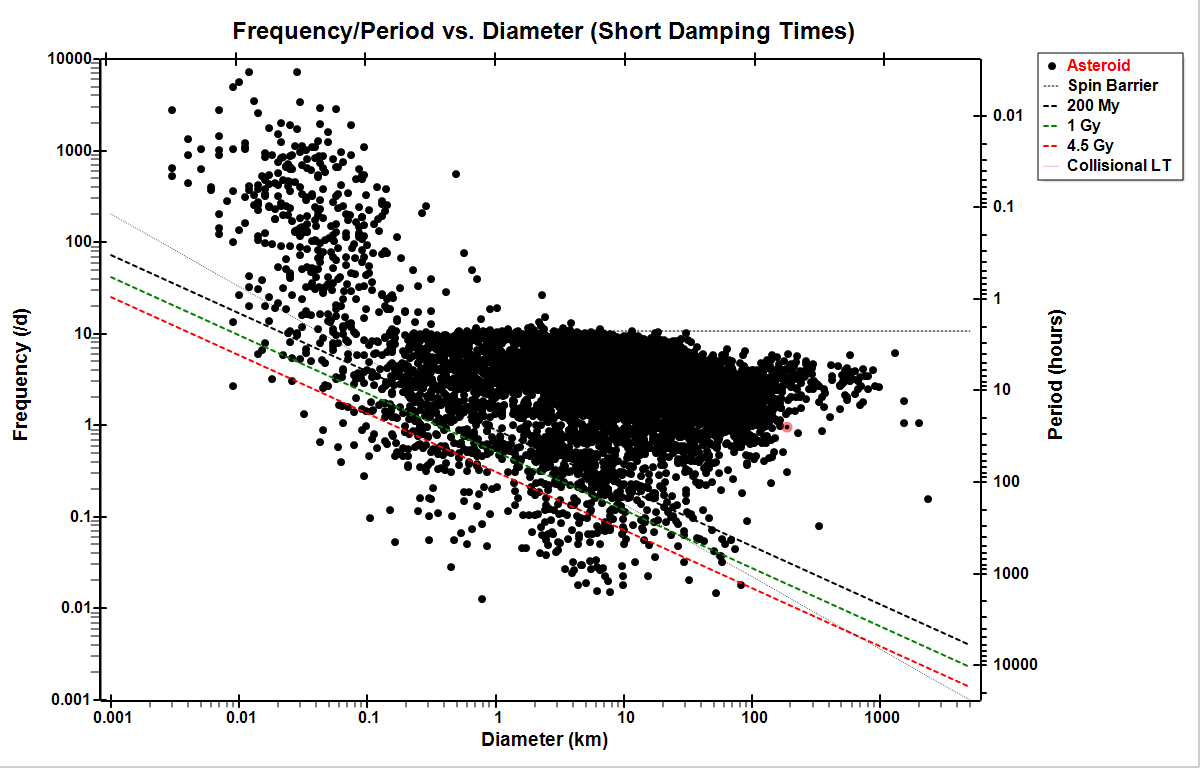 Frequency/Period vs. Diameter (Short Damping Times)
Asteroid
Spin Barrier
200 My
1 Gy
4.5 Gy
Collisional LT
Frequency (/d)
10000
1000
100
10
1
0.1
0.01
0.001
0.001
0.01
0.1
1
10
100
1000
Diameter (km)
0.01
0.1
1
10
100
1000
10000
Period (hours)